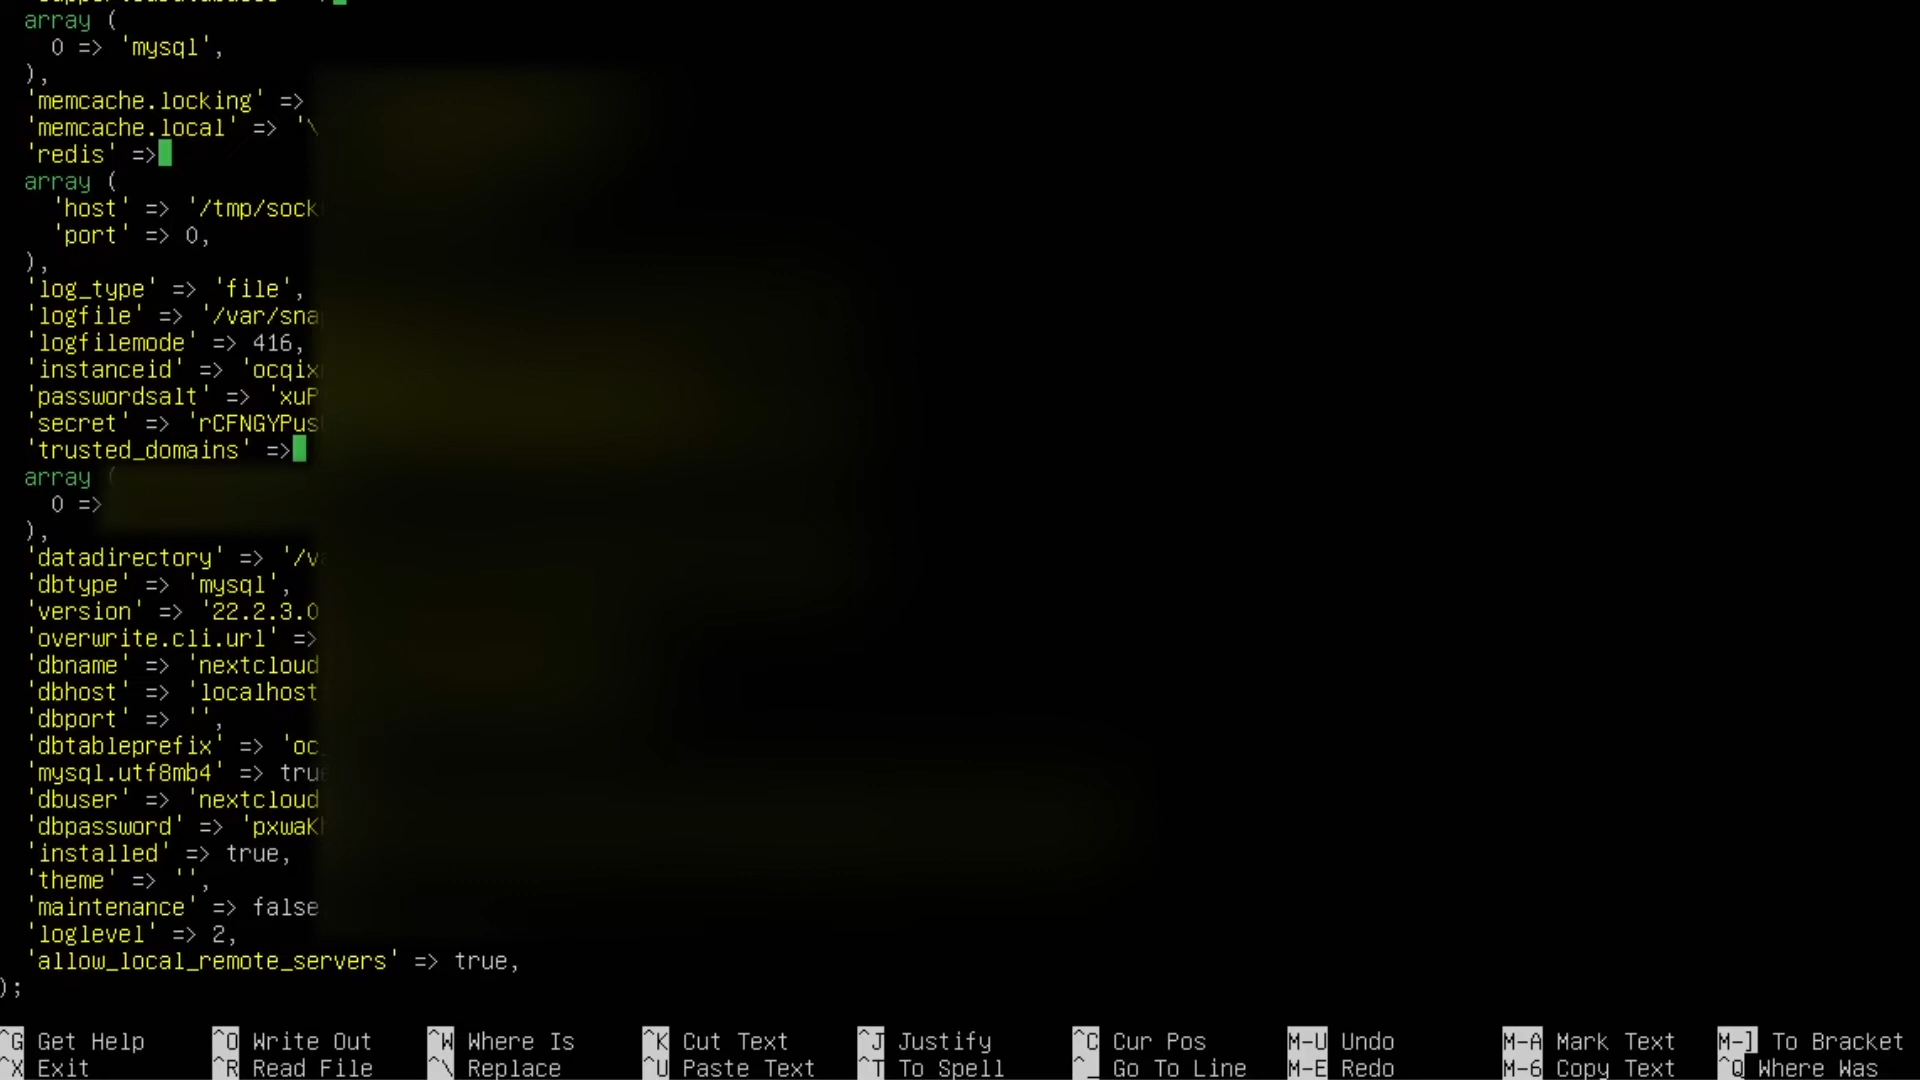 array (
0 => 'mysql',
),
'memcache.locking' =>
'memcache.local' => '\
'redis' =>
array (
'host' => '/tmp/sock
'port' => 0,
),
'log_type' => 'file',
'logfile' => '/var/sna
'logfilemode' => 416,
'instanceid' => 'ocqix
'passwordsalt' => 'xuP
'secret' => 'rCFNGYPus
'trusted_domains' =>
array (
0 =>
),
'datadirectory' => '/v
'dbtype' => 'mysql',
'version' => '22.2.3.0
'overwrite.cli.url' =>
'dbname' => 'nextcloud
'dbhost' => 'localhost
'dbport' => '',
'dbtableprefix' => 'oc_
'mysql.utf8mb4' => true
'dbuser' => 'nextcloud
'dbpassword' => 'pxwaK
'installed' => true,
'theme' => '',
'maintenance' => false
'loglevel' => 2,
'allow_local_remote_servers' => true,
);
^G Get Help ^O Write Out ^W Where Is ^K Cut Text ^J Justify ^C Cur Pos M-U Undo M-A Mark Text M-] To Bracket
^X Exit ^R Read File ^\ Replace ^U Paste Text ^T To Spell ^_ Go To Line M-E Redo M-6 Copy Text ^Q Where Was